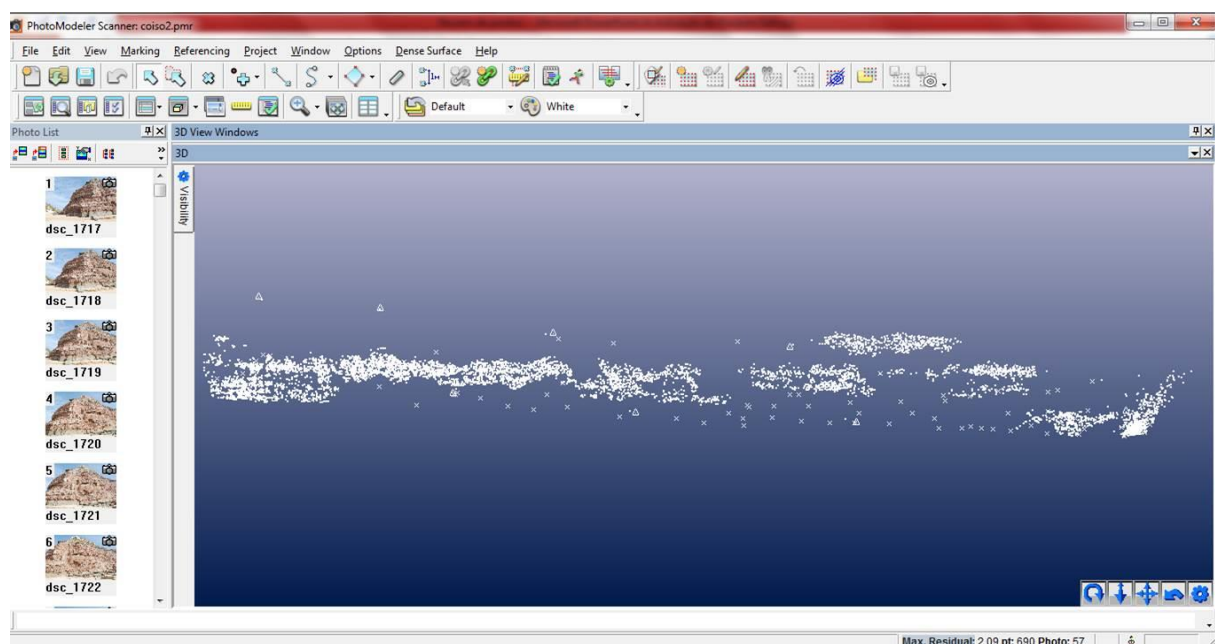 PhotoModeler Scanner: coiso2.pmr
File Edit View Marking Referencing Project Window Options Dense Surface Help
Default White
Photo List
3D View Windows
3D
Visibility
1
dsc_1717
2
dsc_1718
3
dsc_1719
4
dsc_1720
5
dsc_1721
6
dsc_1722
Max. Residual: 2.09 pt: 690 Photo: 57